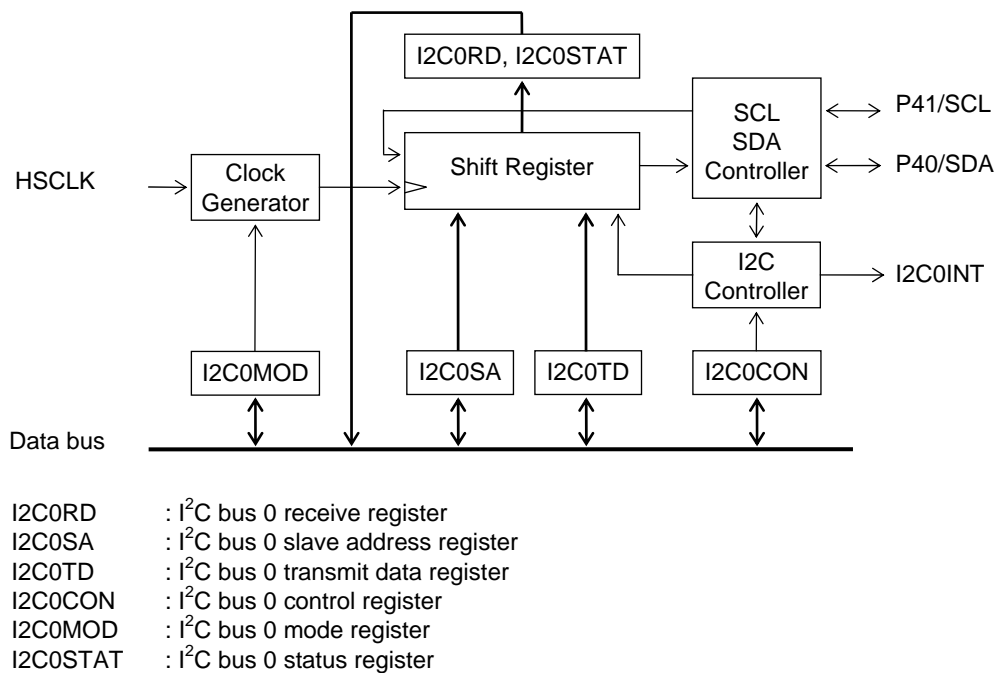 I2C0RD, I2C0STAT
SCL
SDA
Controller
P41/SCL
P40/SDA
HSCLK
Clock
Generator
Shift Register
I2C
Controller
I2C0INT
I2C0MOD
I2C0SA
I2C0TD
I2C0CON
Data bus
I2C0RD : I²C bus 0 receive register
I2C0SA : I²C bus 0 slave address register
I2C0TD : I²C bus 0 transmit data register
I2C0CON : I²C bus 0 control register
I2C0MOD : I²C bus 0 mode register
I2C0STAT : I²C bus 0 status register